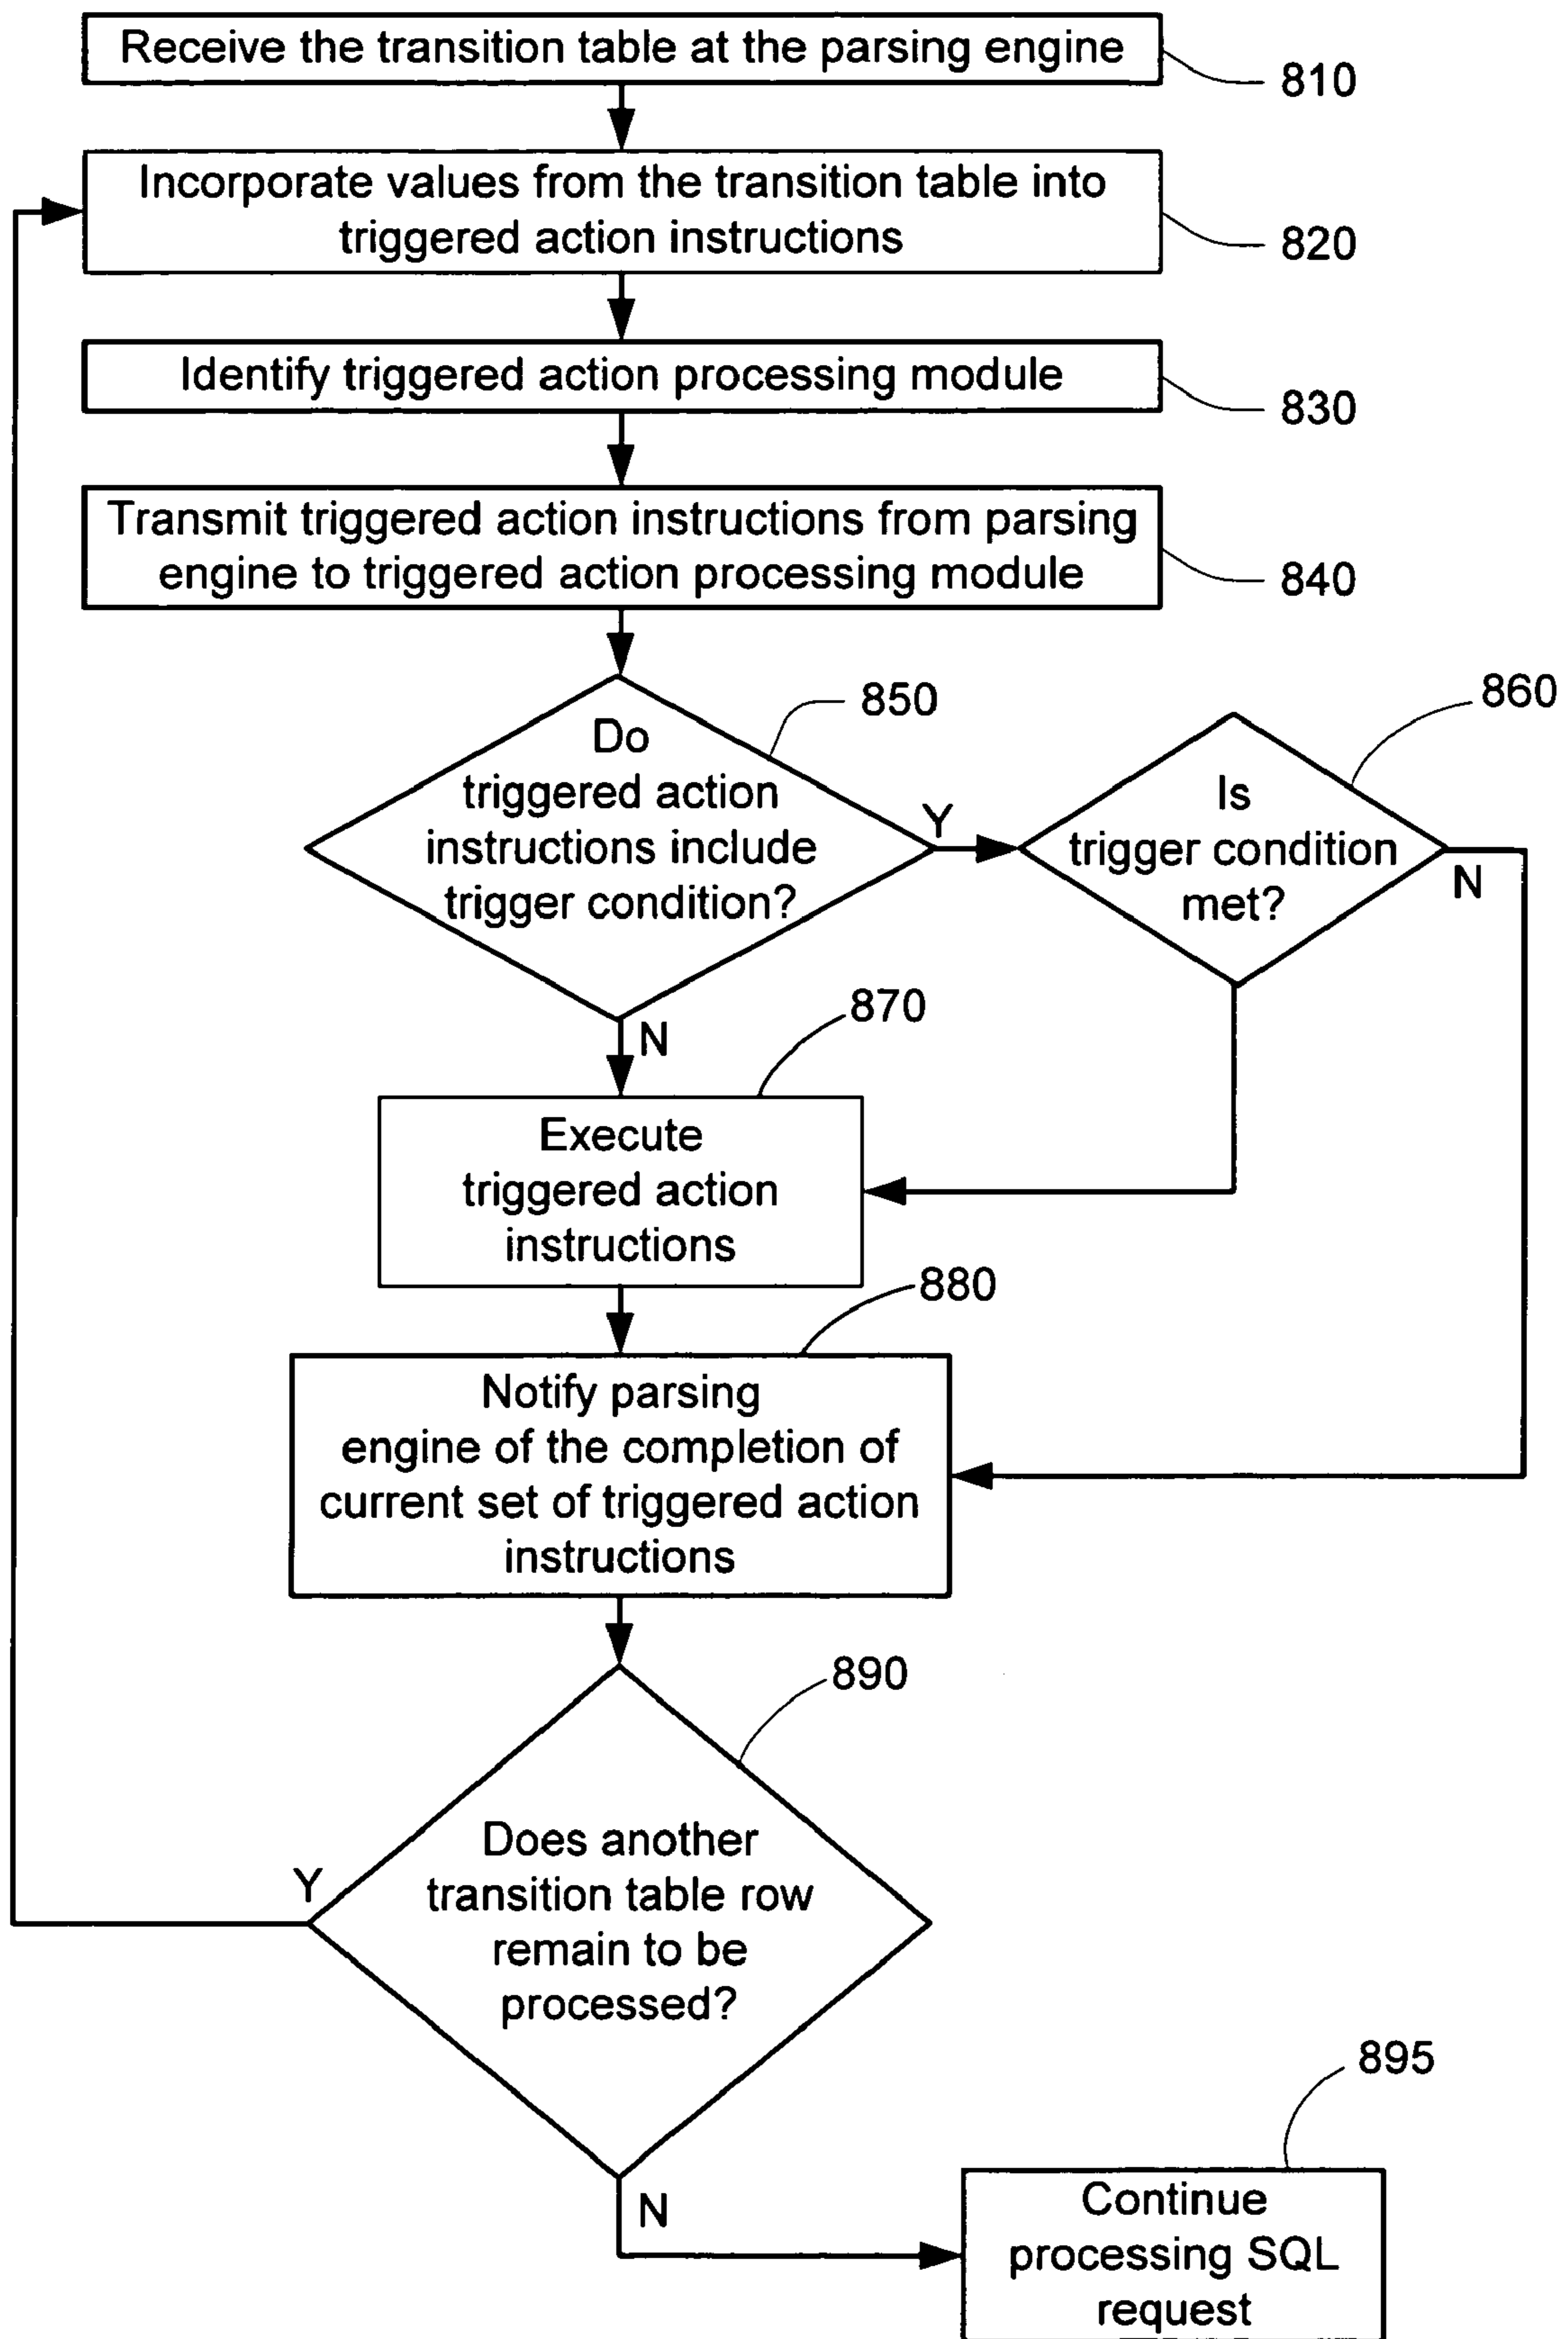 Receive the transition table at the parsing engine
810
Incorporate values from the transition table into
triggered action instructions
820
Identify triggered action processing module
830
Transmit triggered action instructions from parsing
engine to triggered action processing module
840
850
Do
triggered action
instructions include
trigger condition?
Y
N
860
Is
trigger condition
met?
N
870
Execute
triggered action
instructions
880
Notify parsing
engine of the completion of
current set of triggered action
instructions
890
Does another
transition table row
remain to be
processed?
Y
N
895
Continue
processing SQL
request